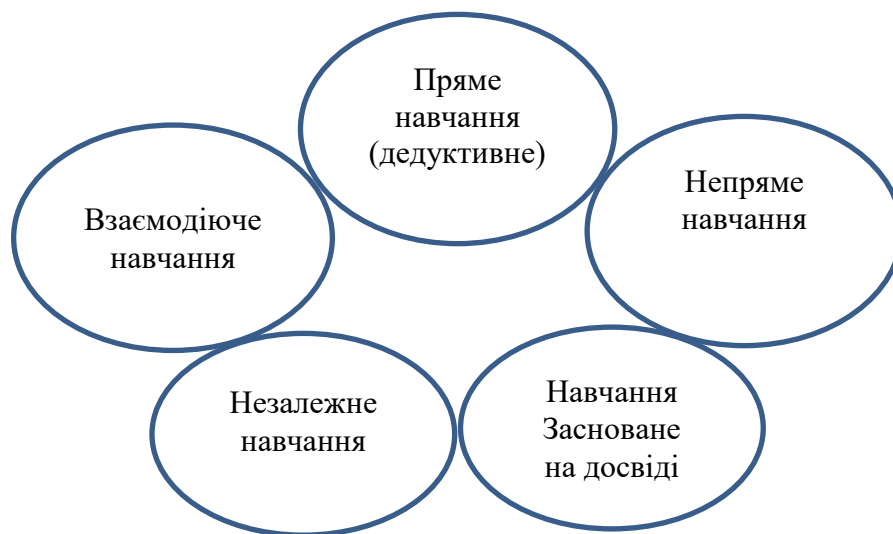 Пряме
навчання
(дедуктивне)
Взаємодіюче
навчання
Непряме
навчання
Незалежне
навчання
Навчання
Засноване
на досвіді